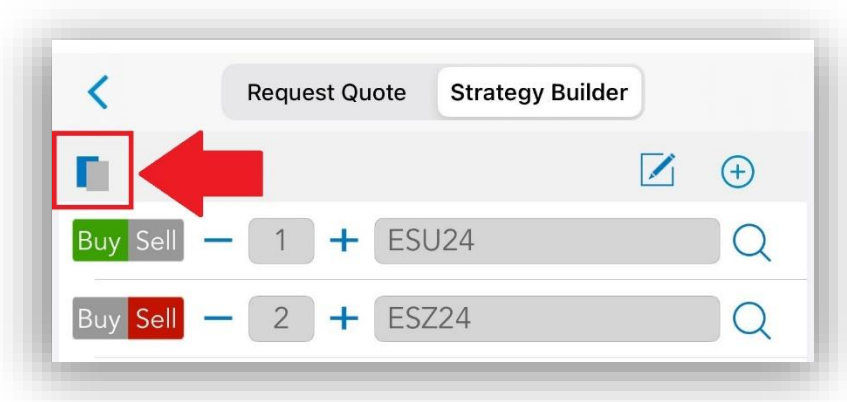 Request Quote Strategy Builder
Buy Sell 1 ESU24
Buy Sell 2 ESZ24